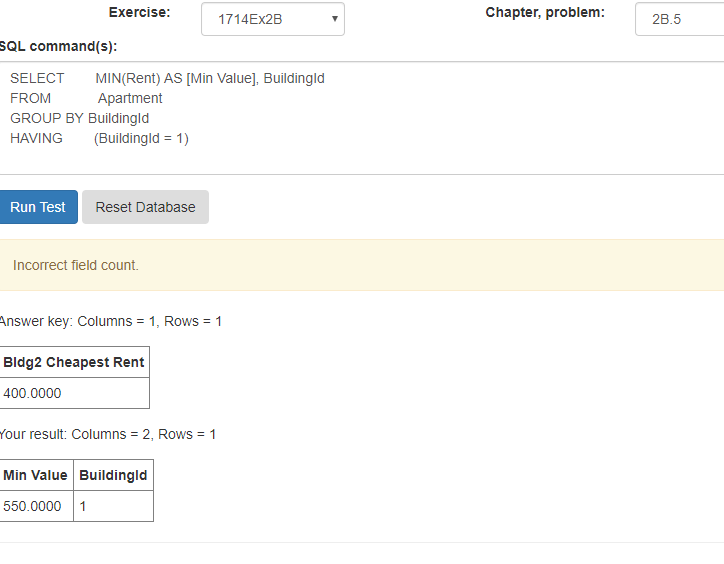 Exercise: 1714Ex2B Chapter, problem: 2B.5
SQL command(s):
SELECT MIN(Rent) AS [Min Value], BuildingId
FROM Apartment
GROUP BY BuildingId
HAVING (BuildingId = 1)
Run Test Reset Database
Incorrect field count.
Answer key: Columns = 1, Rows = 1
Bldg2 Cheapest Rent
400.0000
Your result: Columns = 2, Rows = 1
Min Value BuildingId
550.0000 1